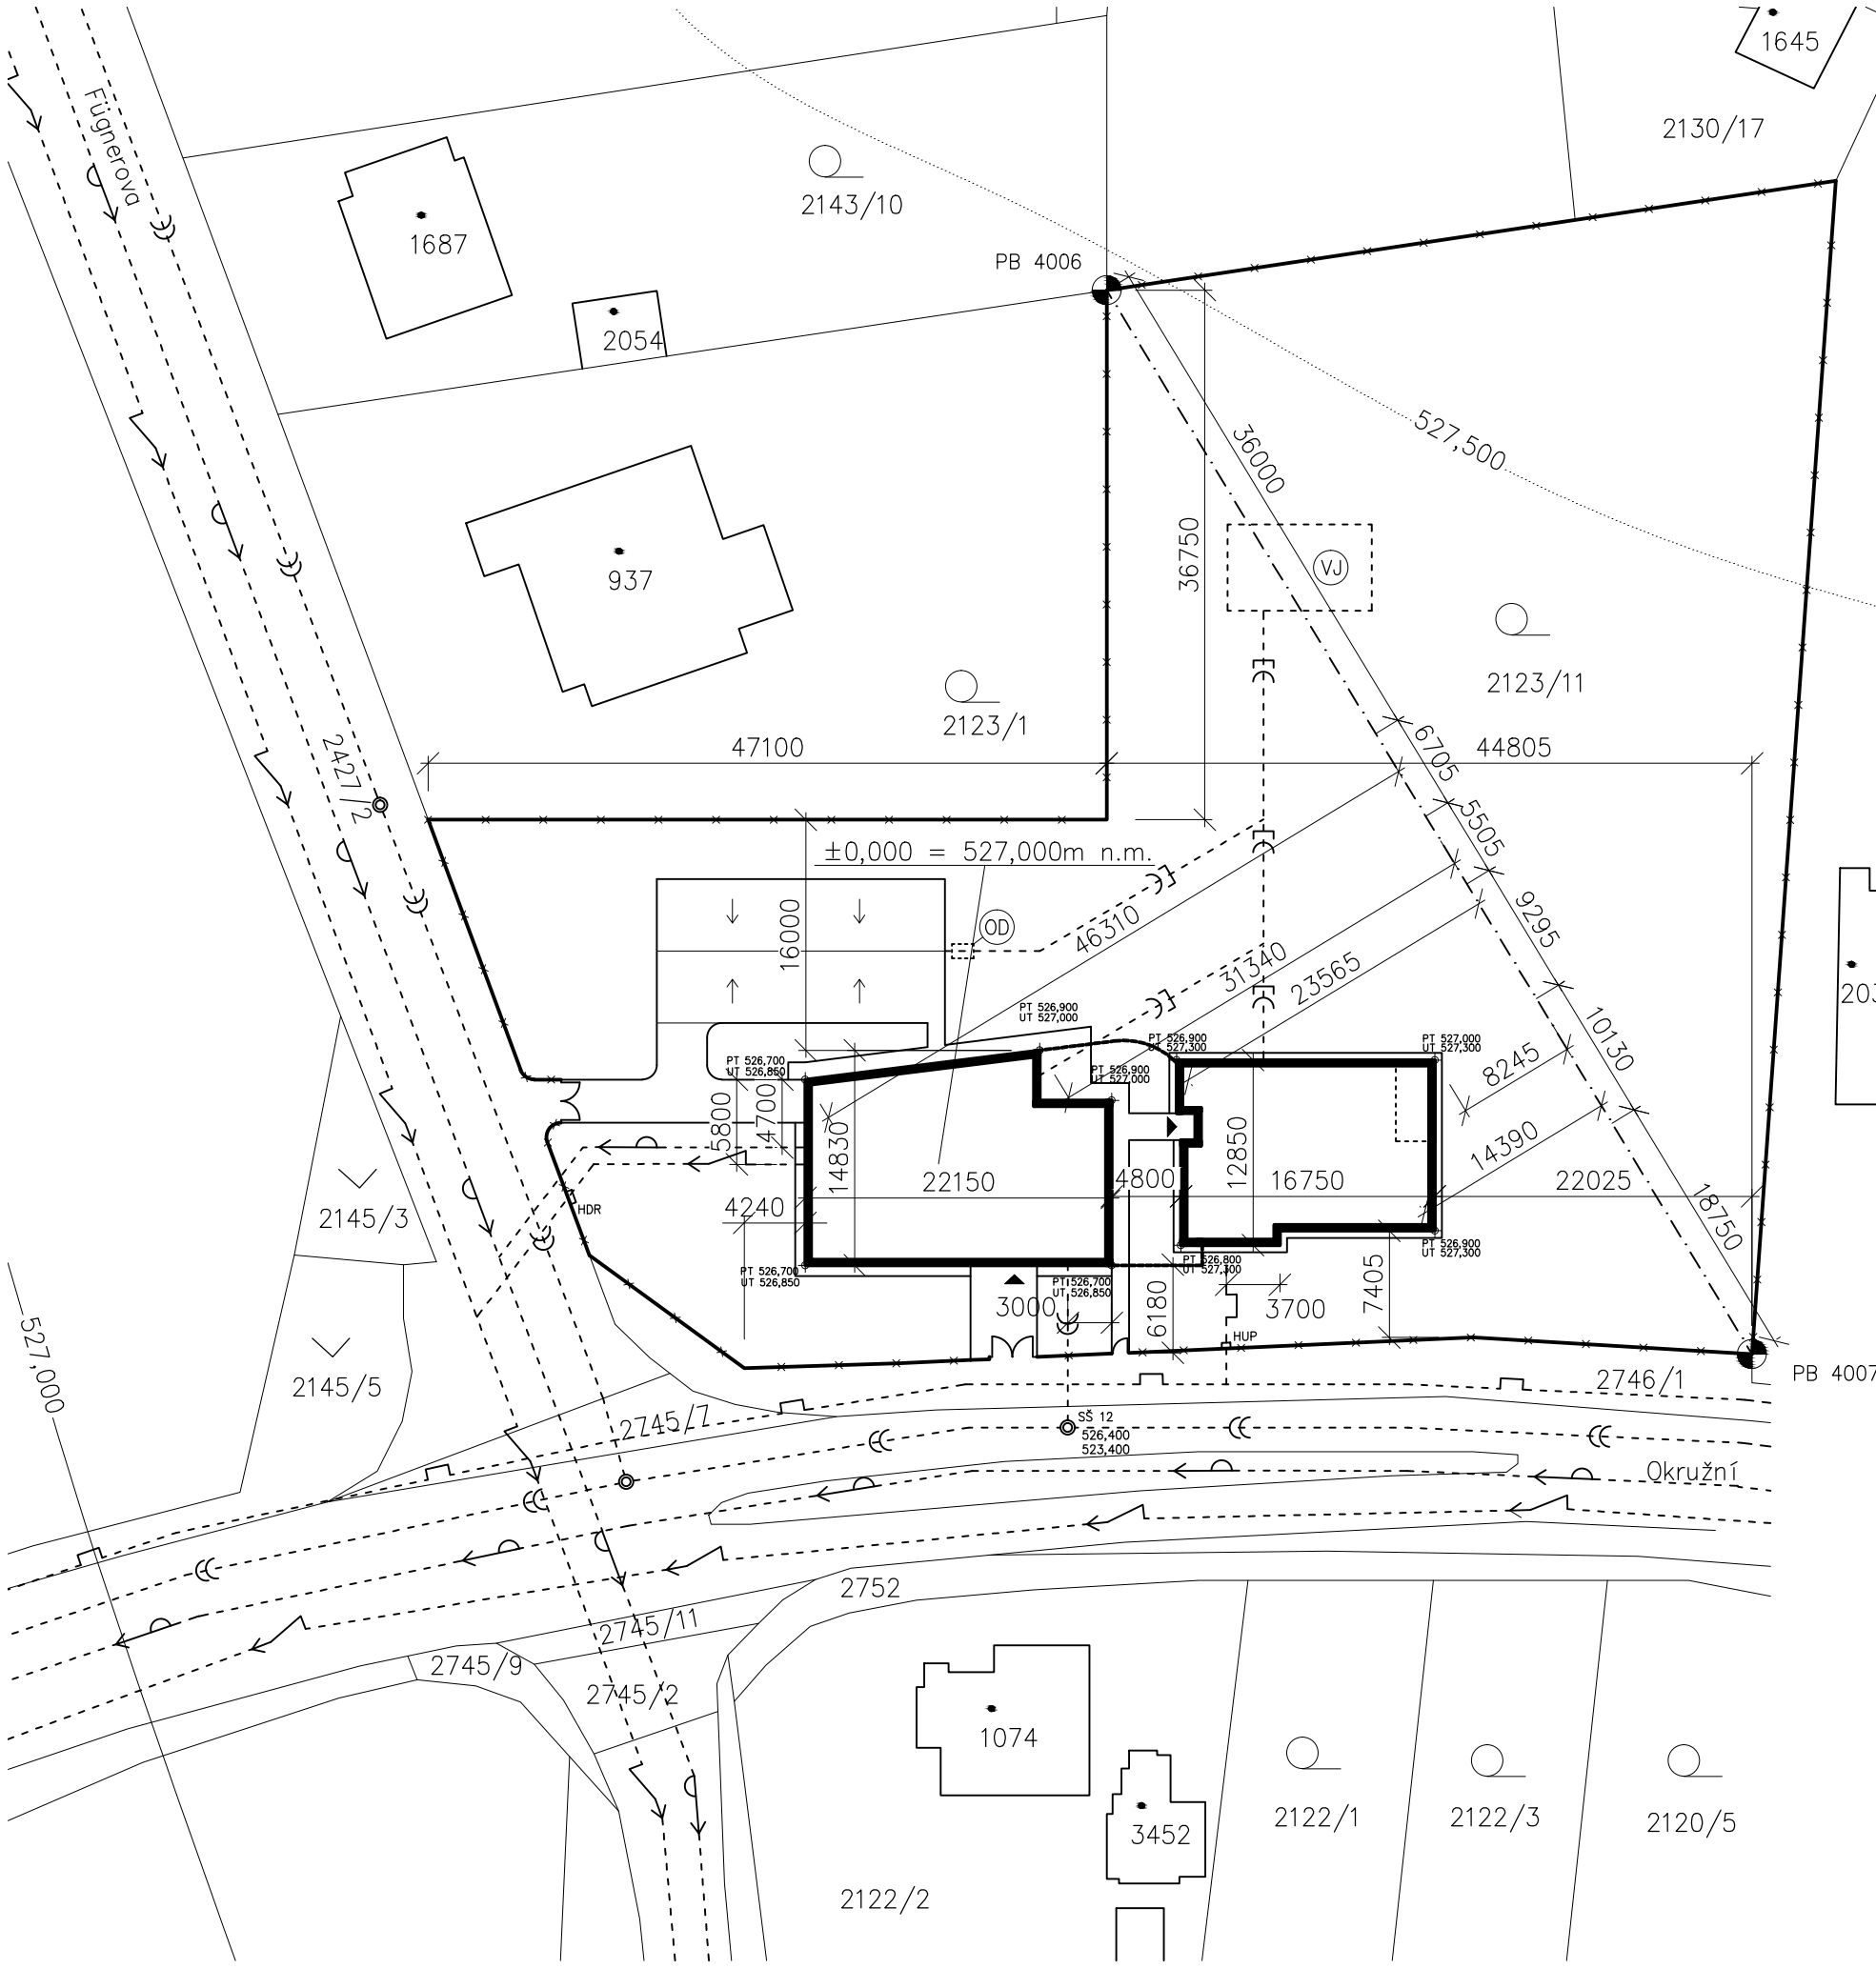 1645
2130/17
Fügnerova
2143/10
1687
PB 4006
2054
36000
527,500
36750
VJ
937
2123/11
2123/1
47100
6705
44805
2427/2
5505
±0,000 = 527,000m n.m.
16000
OD
46310
9295
31340
23565
203
PT 526,900
UT 527,000
10130
PT 526,900
UT 527,300
PT 527,000
UT 527,300
PT 526,700
UT 526,850
PT 526,900
UT 527,000
8245
5800
4700
14830
12850
14390
22150
4800
16750
22025
4240
HDR
2145/3
18750
PT 526,900
UT 527,300
PT 526,800
UT 527,300
PT 526,700
UT 526,850
PT 526,700
UT 526,850
3000
6180
3700
7405
HUP
527,000
2145/5
2746/1
PB 4007
2745/7
SŠ 12
526,400
523,400
Okružní
2752
2745/11
2745/9
2745/2
1074
3452
2122/1
2122/3
2120/5
2122/2